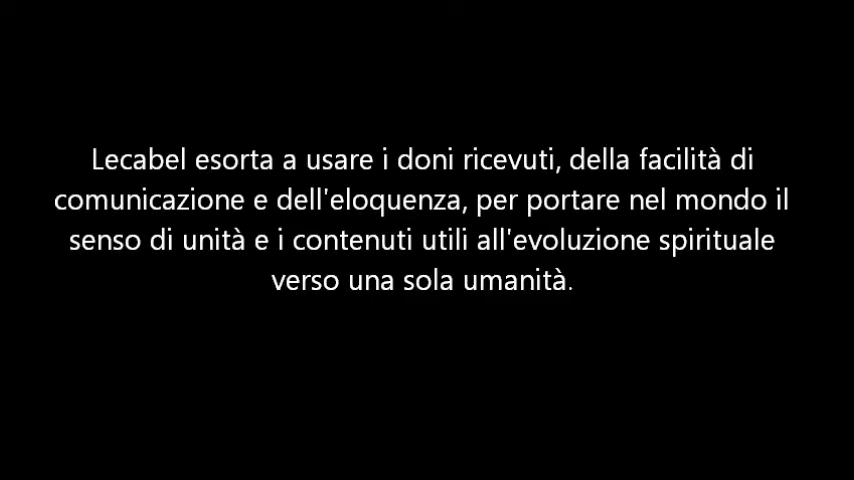 Lecabel esorta a usare i doni ricevuti, della facilità di
comunicazione e dell'eloquenza, per portare nel mondo il
senso di unità e i contenuti utili all'evoluzione spirituale
verso una sola umanità.